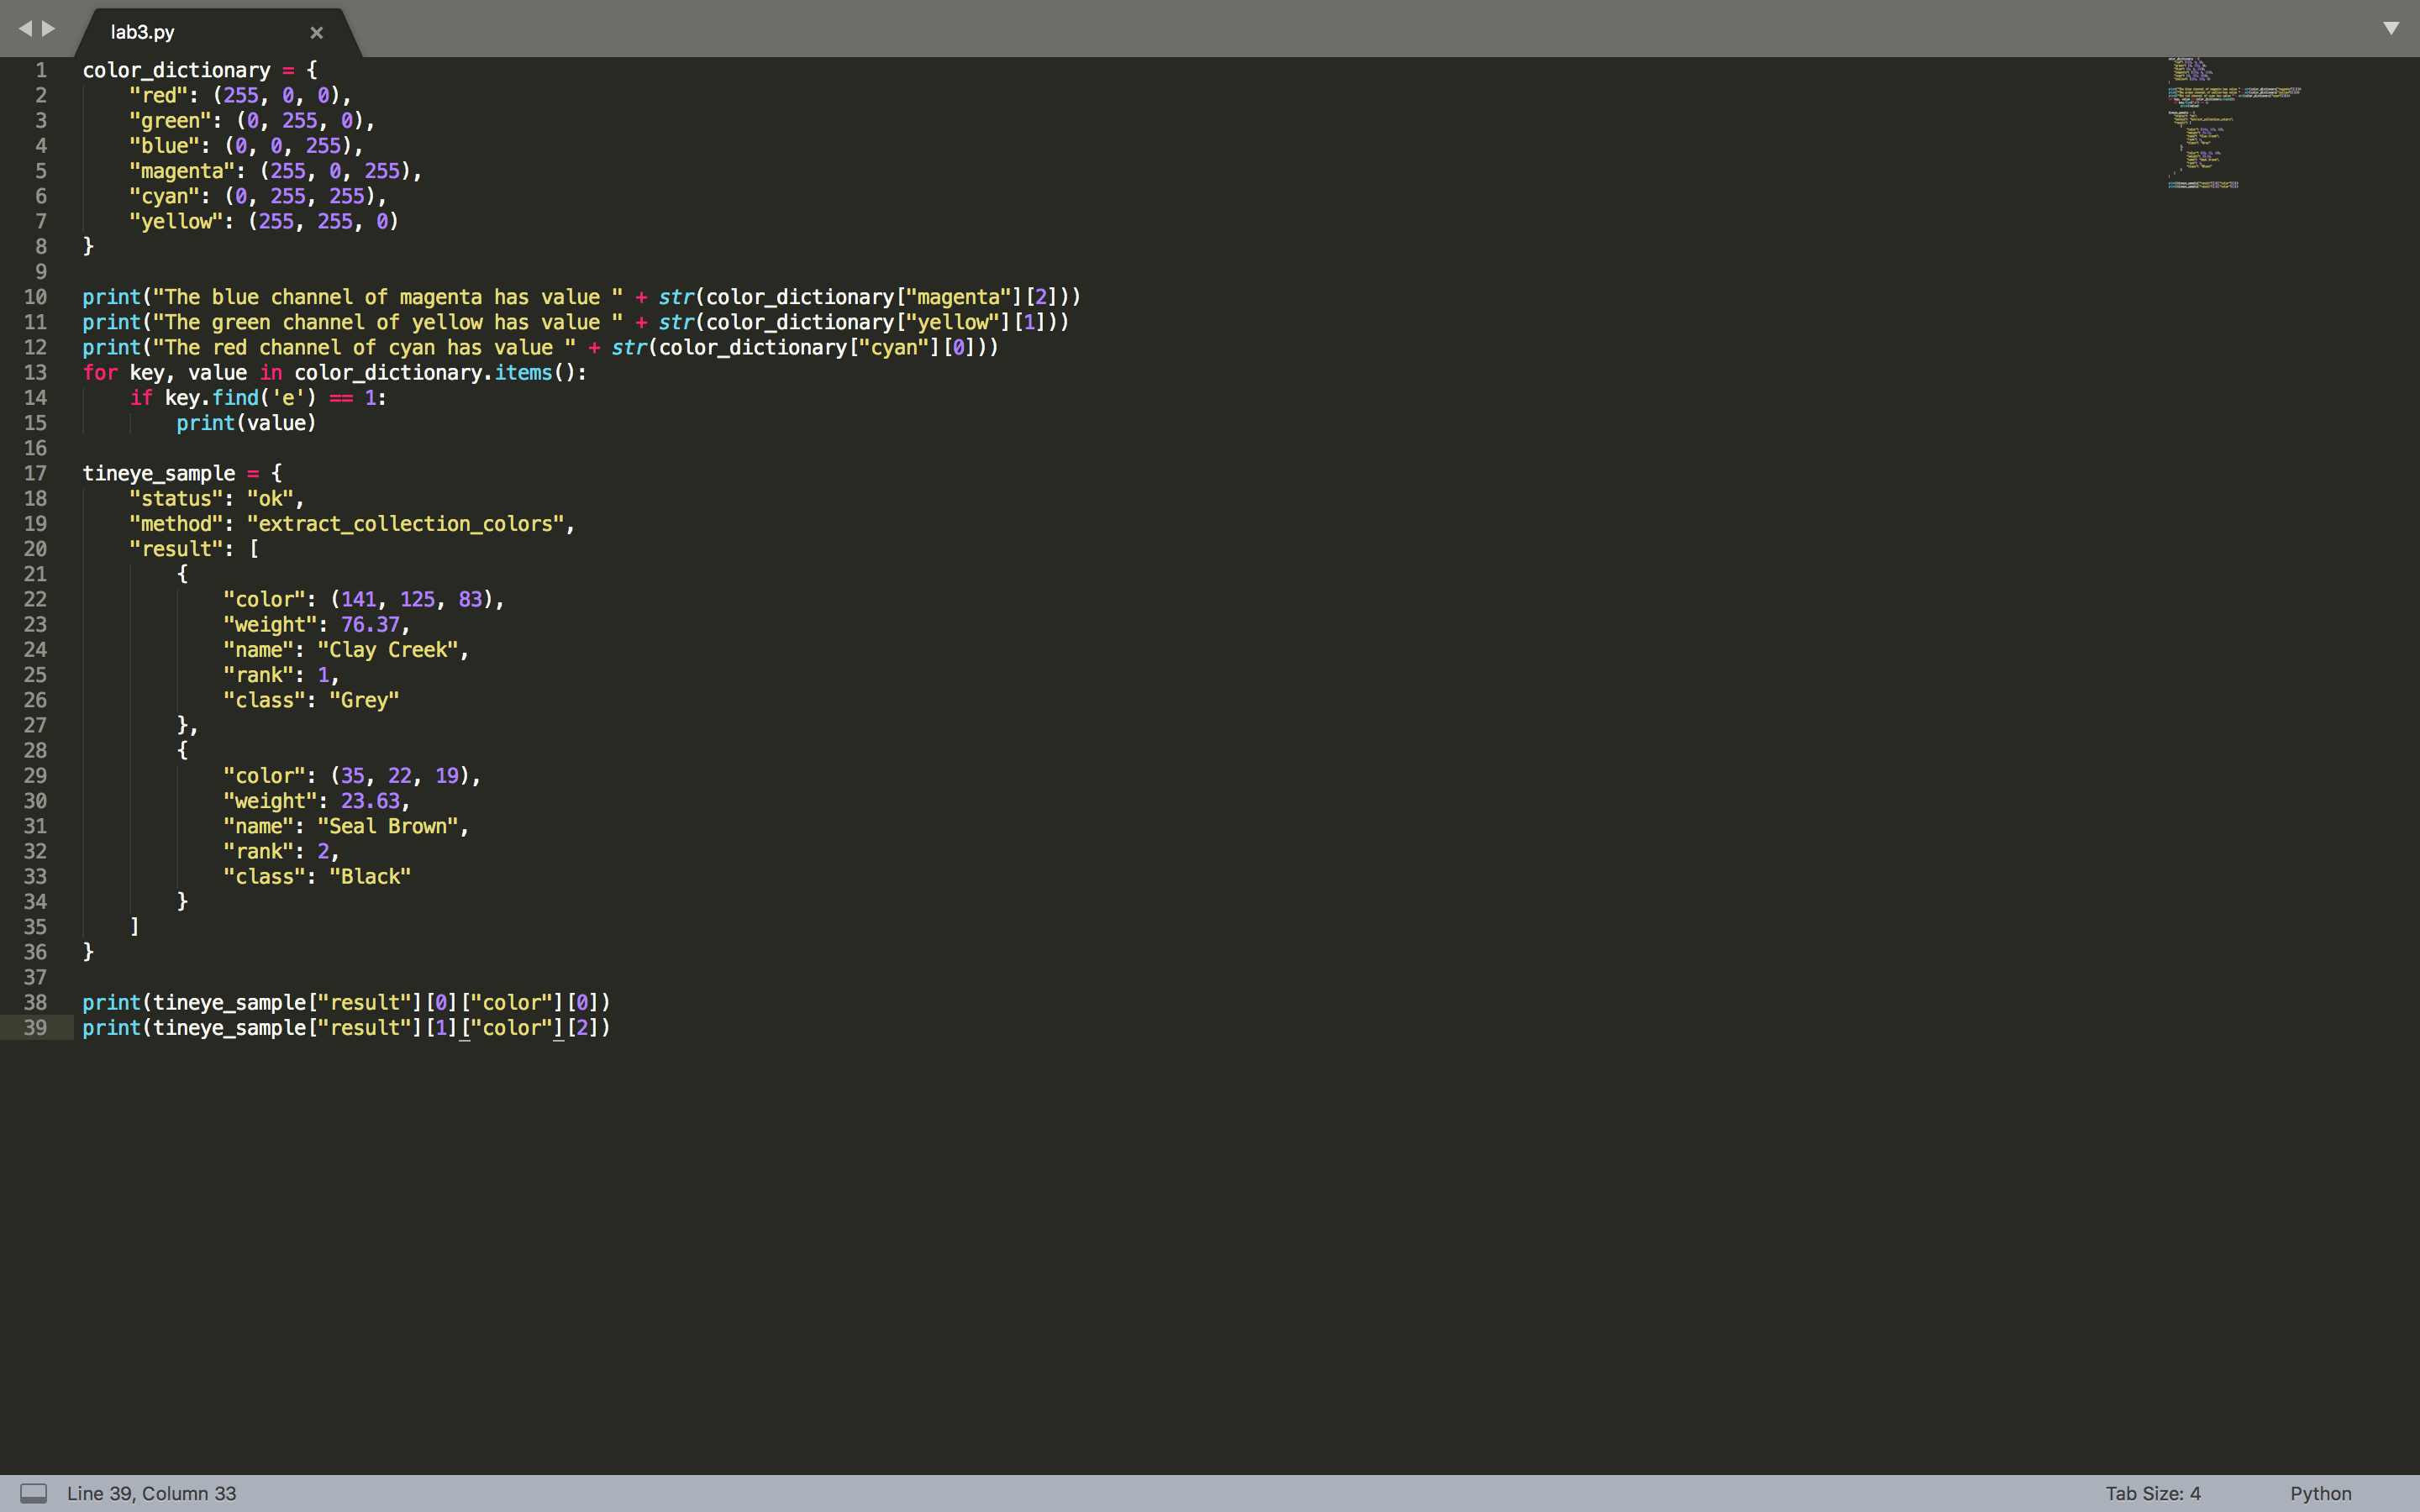 lab3.py
1 color_dictionary = {
2     "red": (255, 0, 0),
3     "green": (0, 255, 0),
4     "blue": (0, 0, 255),
5     "magenta": (255, 0, 255),
6     "cyan": (0, 255, 255),
7     "yellow": (255, 255, 0)
8 }
9
10 print("The blue channel of magenta has value " + str(color_dictionary["magenta"][2]))
11 print("The green channel of yellow has value " + str(color_dictionary["yellow"][1]))
12 print("The red channel of cyan has value " + str(color_dictionary["cyan"][0]))
13 for key, value in color_dictionary.items():
14     if key.find('e') == 1:
15         print(value)
16
17 tineye_sample = {
18     "status": "ok",
19     "method": "extract_collection_colors",
20     "result": [
21         {
22             "color": (141, 125, 83),
23             "weight": 76.37,
24             "name": "Clay Creek",
25             "rank": 1,
26             "class": "Grey"
27         },
28         {
29             "color": (35, 22, 19),
30             "weight": 23.63,
31             "name": "Seal Brown",
32             "rank": 2,
33             "class": "Black"
34         }
35     ]
36 }
37
38 print(tineye_sample["result"][0]["color"][0])
39 print(tineye_sample["result"][1]["color"][2])
Line 39, Column 33
Tab Size: 4
Python